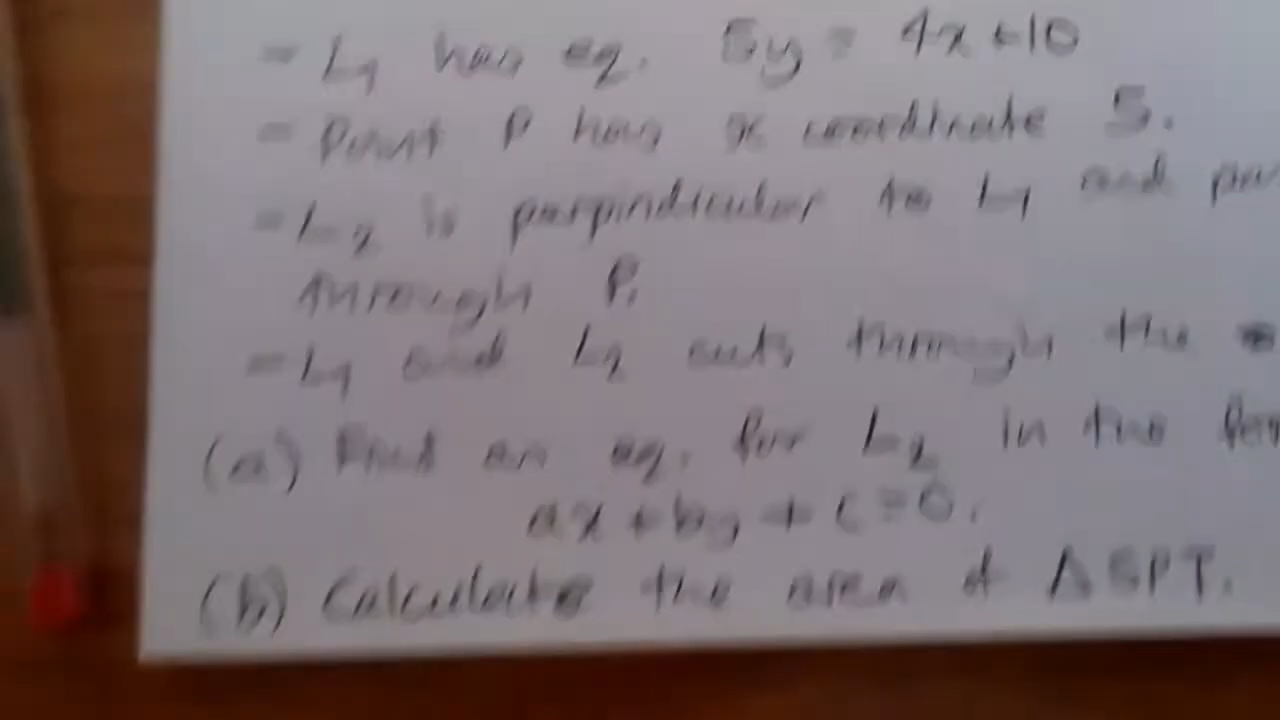 - L1 has eq. 5y = 4x + 10
- Point P has x coordinate 5.
- L2 is perpendicular to L1 and
through P.
- L1 and L2 cuts through the
(a) Find an eq. for L2 in the
ax + by + c = 0.
(b) Calculate the area of Δ SPT.